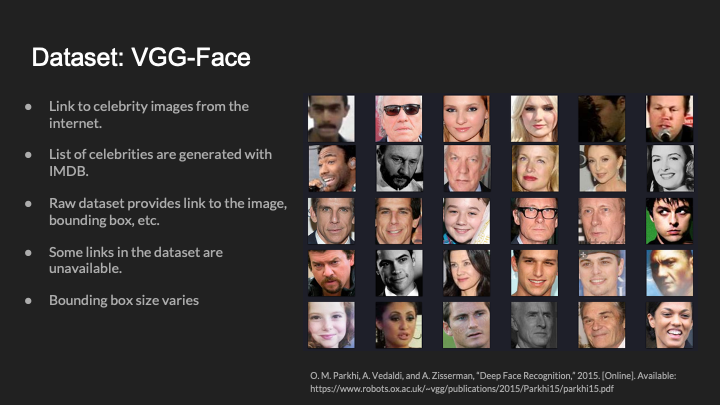 Dataset: VGG-Face
● Link to celebrity images from the
internet.
● List of celebrities are generated with
IMDB.
● Raw dataset provides link to the image,
bounding box, etc.
● Some links in the dataset are
unavailable.
● Bounding box size varies
O. M. Parkhi, A. Vedaldi, and A. Zisserman, “Deep Face Recognition,” 2015. [Online]. Available:
https://www.robots.ox.ac.uk/~vgg/publications/2015/Parkhi15/parkhi15.pdf